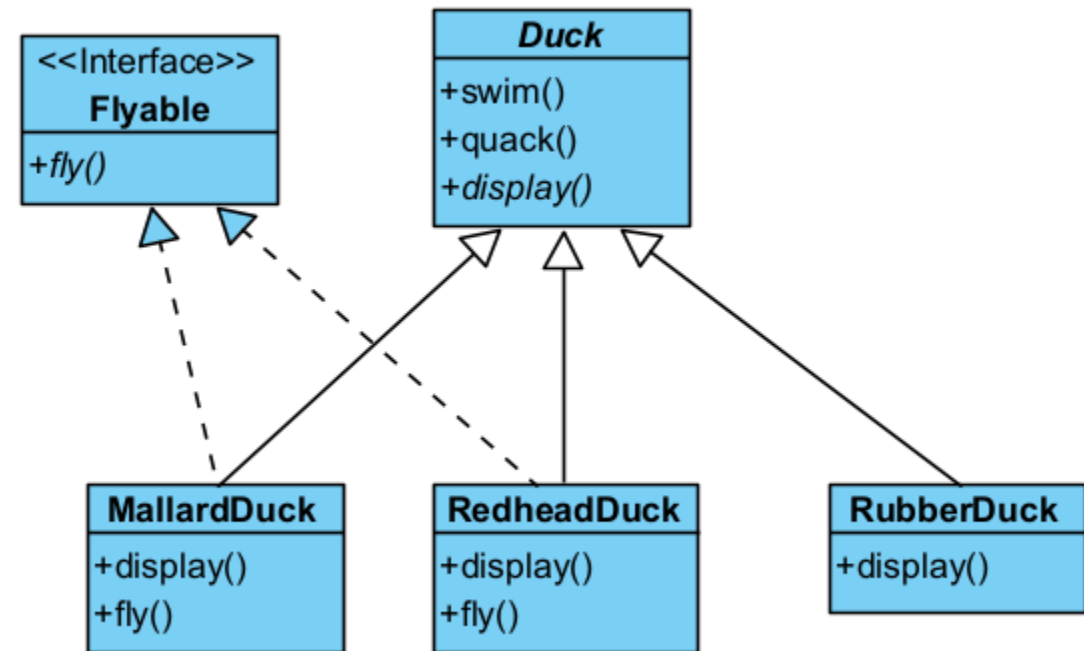 <<Interface>>
Flyable
+fly()
Duck
+swim()
+quack()
+display()
MallardDuck
+display()
+fly()
RedheadDuck
+display()
+fly()
RubberDuck
+display()